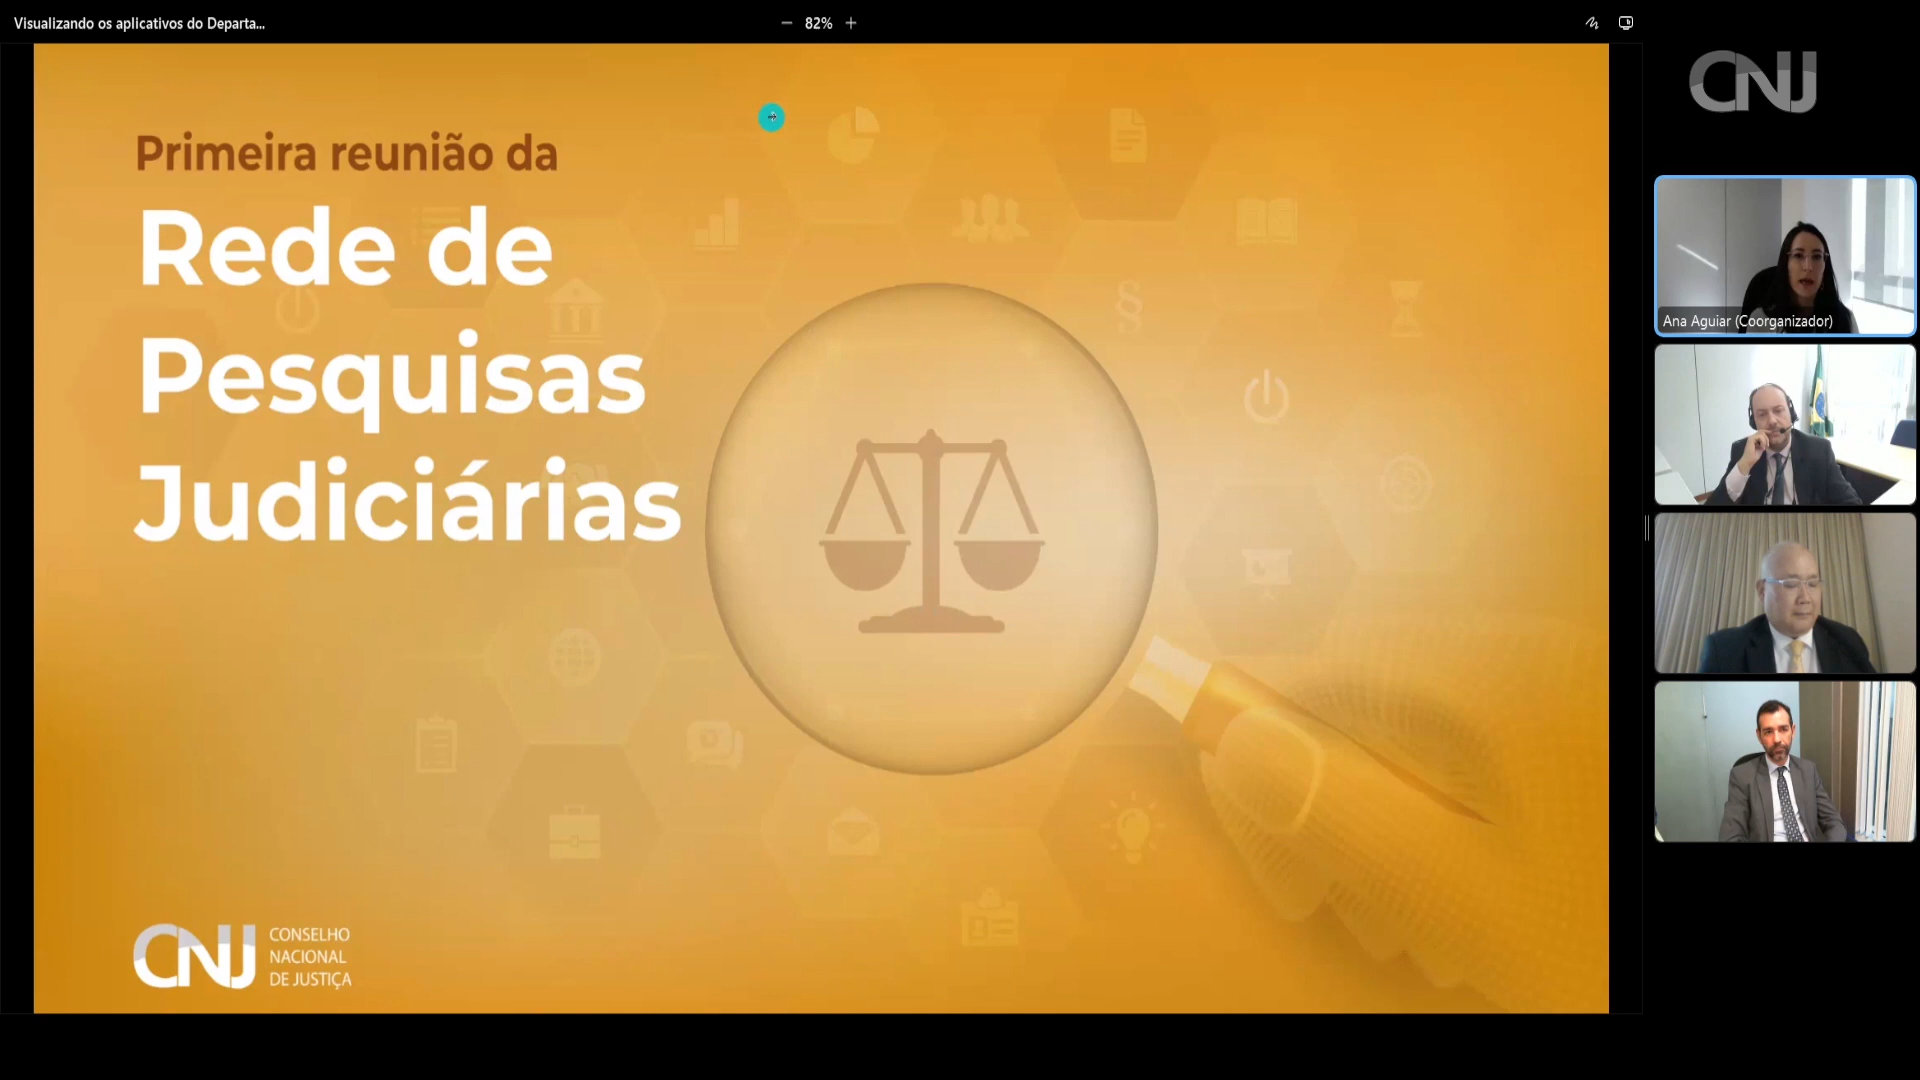 Visualizando os aplicativos do Departa...
82%
CNJ
Primeira reunião da
Rede de
Pesquisas
Judiciárias
Ana Aguiar (Coorganizador)
CNJ
CONSELHO
NACIONAL
DE JUSTIÇA